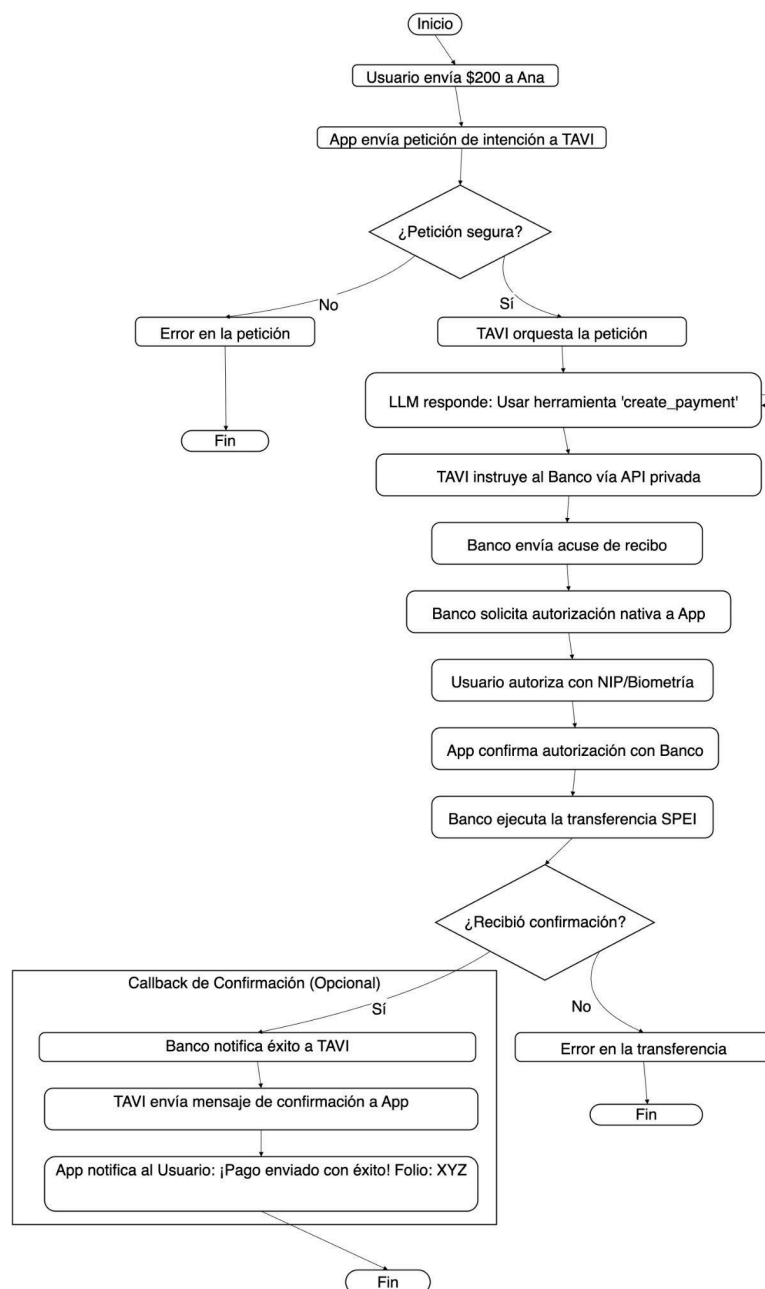 Inicio
Usuario envía $200 a Ana
App envía petición de intención a TAVI
¿Petición segura?
No
Sí
Error en la petición
TAVI orquesta la petición
LLM responde: Usar herramienta 'create_payment'
Fin
TAVI instruye al Banco vía API privada
Banco envía acuse de recibo
Banco solicita autorización nativa a App
Usuario autoriza con NIP/Biometría
App confirma autorización con Banco
Banco ejecuta la transferencia SPEI
¿Recibió confirmación?
Callback de Confirmación (Opcional)
Sí
No
Banco notifica éxito a TAVI
Error en la transferencia
TAVI envía mensaje de confirmación a App
Fin
App notifica al Usuario: ¡Pago enviado con éxito! Folio: XYZ
Fin